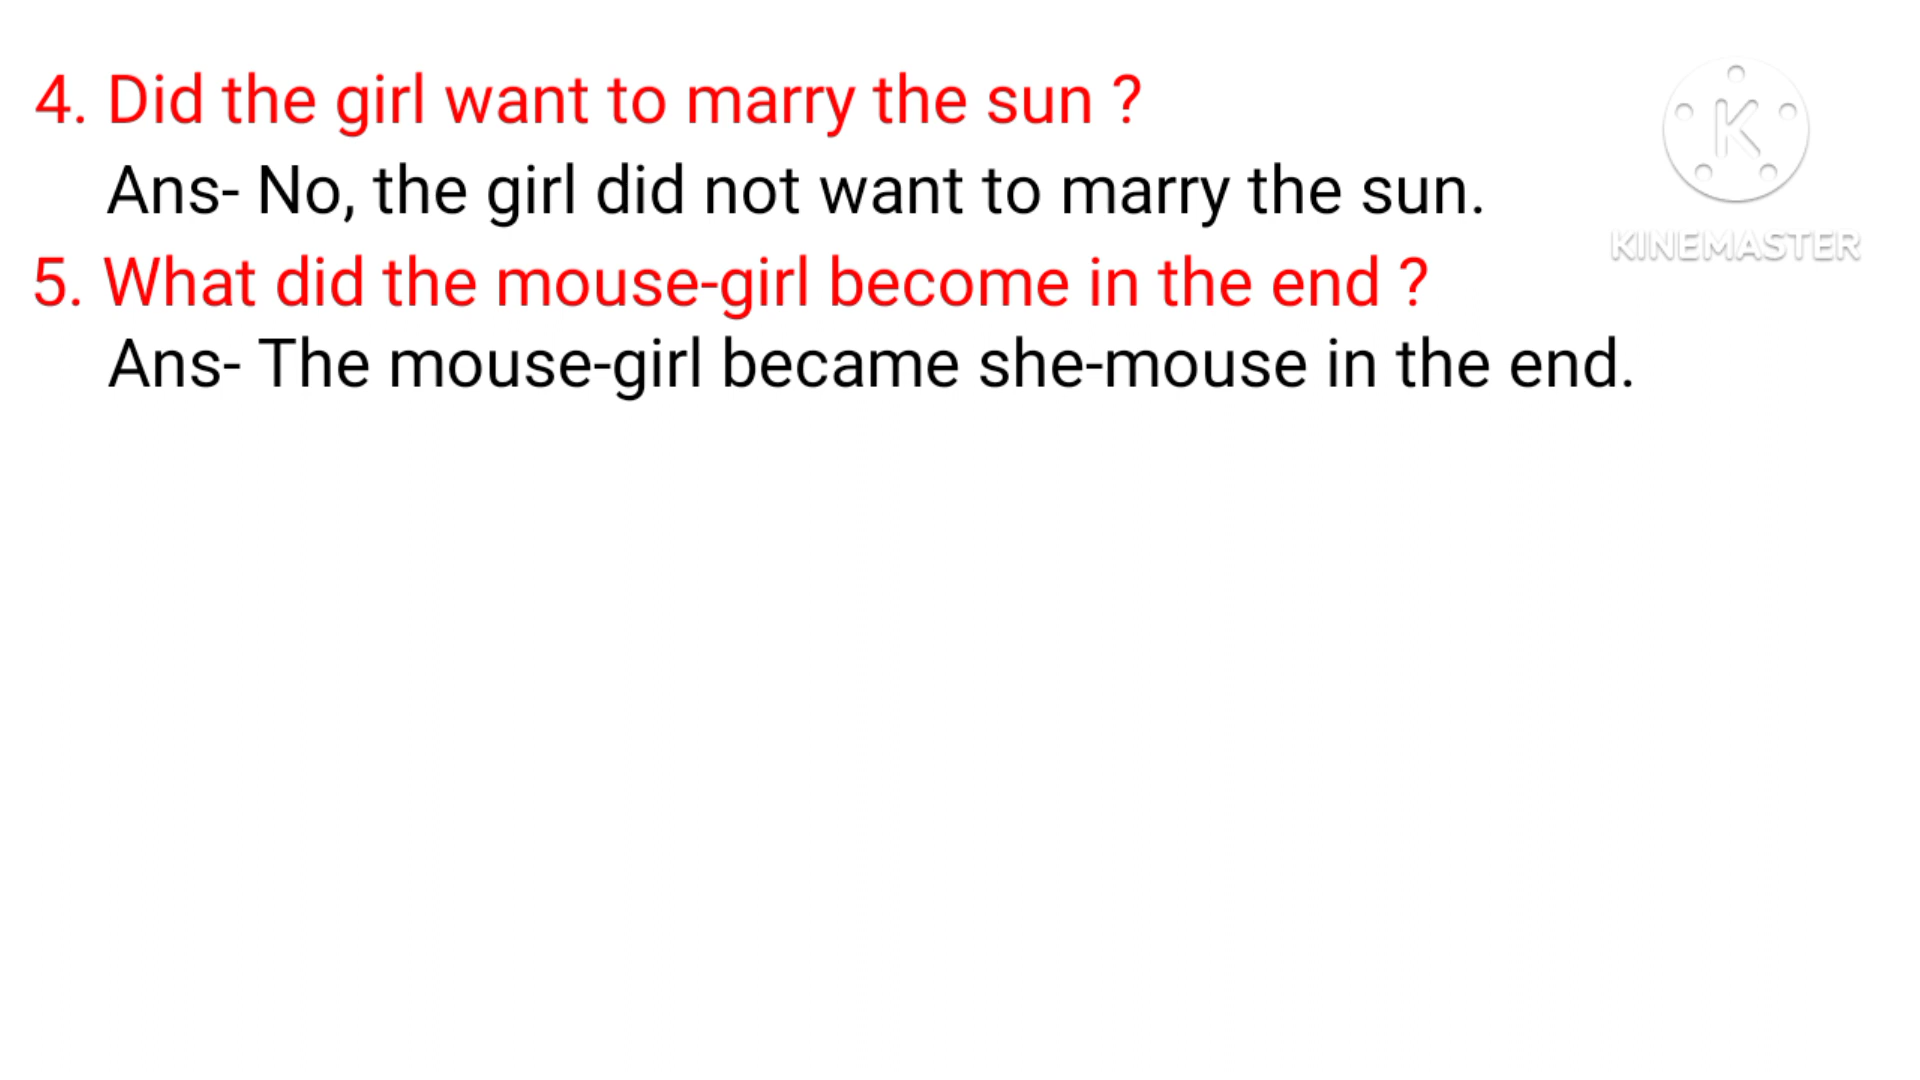 4. Did the girl want to marry the sun ?
Ans- No, the girl did not want to marry the sun.
5. What did the mouse-girl become in the end ?
Ans- The mouse-girl became she-mouse in the end.
K
KINEMASTER